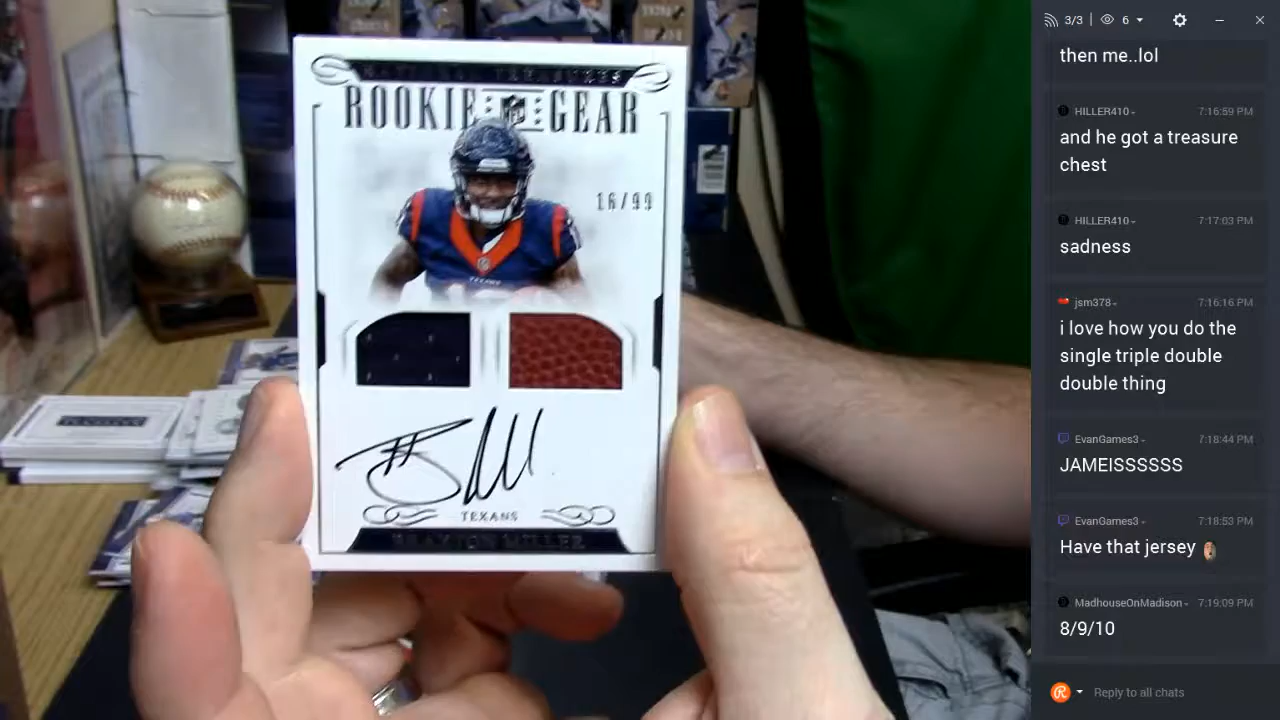 NATIONAL TREASURES
ROOKIE GEAR
16/99
TEXANS
BRAXTON MILLER
3/3
6
then me..lol
HILLER410
7:16:59 PM
and he got a treasure
chest
HILLER410
7:17:03 PM
sadness
jsm378
7:16:16 PM
i love how you do the
single triple double
double thing
EvanGames3
7:18:44 PM
JAMEISSSSSS
EvanGames3
7:18:53 PM
Have that jersey
MadhouseOnMadison
7:19:09 PM
8/9/10
Reply to all chats